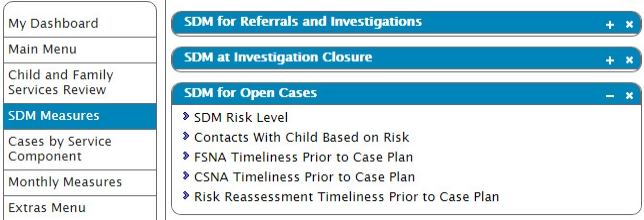 My Dashboard
Main Menu
Child and Family
Services Review
SDM Measures
Cases by Service
Component
Monthly Measures
Extras Menu
SDM for Referrals and Investigations
SDM at Investigation Closure
SDM for Open Cases
SDM Risk Level
Contacts With Child Based on Risk
FSNA Timeliness Prior to Case Plan
CSNA Timeliness Prior to Case Plan
Risk Reassessment Timeliness Prior to Case Plan